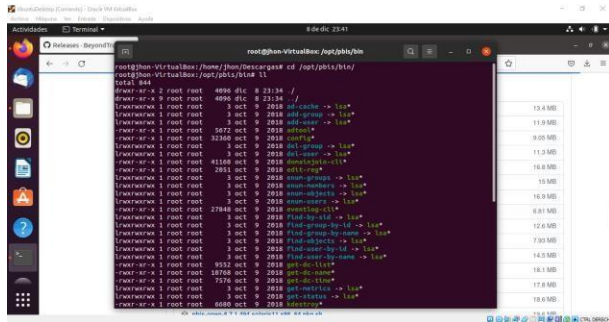 UbuntuDesktop (Comienzo) - Oracle VM VirtualBox
Archivo Máquina Ver Entrada Dispositivos Ayuda
Actividades Terminal 8 de dic 23:41
Releases · BeyondTr
root@jhon-VirtualBox: /opt/pbis/bin
root@jhon-VirtualBox:/home/jhon/Descargas# cd /opt/pbis/bin/
root@jhon-VirtualBox:/opt/pbis/bin# ll
total 844
drwxr-xr-x 2 root root 4096 dic 8 23:34 ./
drwxr-xr-x 9 root root 4096 dic 8 23:34 ../
lrwxrwxrwx 1 root root 3 oct 9 2018 ad-cache -> lsa*
lrwxrwxrwx 1 root root 3 oct 9 2018 add-group -> lsa*
lrwxrwxrwx 1 root root 3 oct 9 2018 add-user -> lsa*
-rwxr-xr-x 1 root root 5672 oct 9 2018 adtool*
-rwxr-xr-x 1 root root 32360 oct 9 2018 config*
lrwxrwxrwx 1 root root 3 oct 9 2018 del-group -> lsa*
lrwxrwxrwx 1 root root 3 oct 9 2018 del-user -> lsa*
-rwxr-xr-x 1 root root 41160 oct 9 2018 domainjoin-cli*
-rwxr-xr-x 1 root root 2051 oct 9 2018 edit-reg*
lrwxrwxrwx 1 root root 3 oct 9 2018 enum-groups -> lsa*
lrwxrwxrwx 1 root root 3 oct 9 2018 enum-members -> lsa*
lrwxrwxrwx 1 root root 3 oct 9 2018 enum-objects -> lsa*
lrwxrwxrwx 1 root root 3 oct 9 2018 enum-users -> lsa*
-rwxr-xr-x 1 root root 27840 oct 9 2018 eventlog-cli*
lrwxrwxrwx 1 root root 3 oct 9 2018 find-by-sid -> lsa*
lrwxrwxrwx 1 root root 3 oct 9 2018 find-group-by-id -> lsa*
lrwxrwxrwx 1 root root 3 oct 9 2018 find-group-by-name -> lsa*
lrwxrwxrwx 1 root root 3 oct 9 2018 find-objects -> lsa*
lrwxrwxrwx 1 root root 3 oct 9 2018 find-user-by-id -> lsa*
lrwxrwxrwx 1 root root 3 oct 9 2018 find-user-by-name -> lsa*
-rwxr-xr-x 1 root root 9552 oct 9 2018 get-dc-list*
-rwxr-xr-x 1 root root 10768 oct 9 2018 get-dc-name*
-rwxr-xr-x 1 root root 7576 oct 9 2018 get-dc-time*
lrwxrwxrwx 1 root root 3 oct 9 2018 get-metrics -> lsa*
lrwxrwxrwx 1 root root 3 oct 9 2018 get-status -> lsa*
-rwxr-xr-x 1 root root 6680 oct 9 2018 kdestroy*
13.4 MB
11.9 MB
9.05 MB
11.3 MB
16.8 MB
15 MB
16.9 MB
6.81 MB
12.6 MB
7.93 MB
14.5 MB
18.1 MB
17.8 MB
18.6 MB
CTRL DERECHA